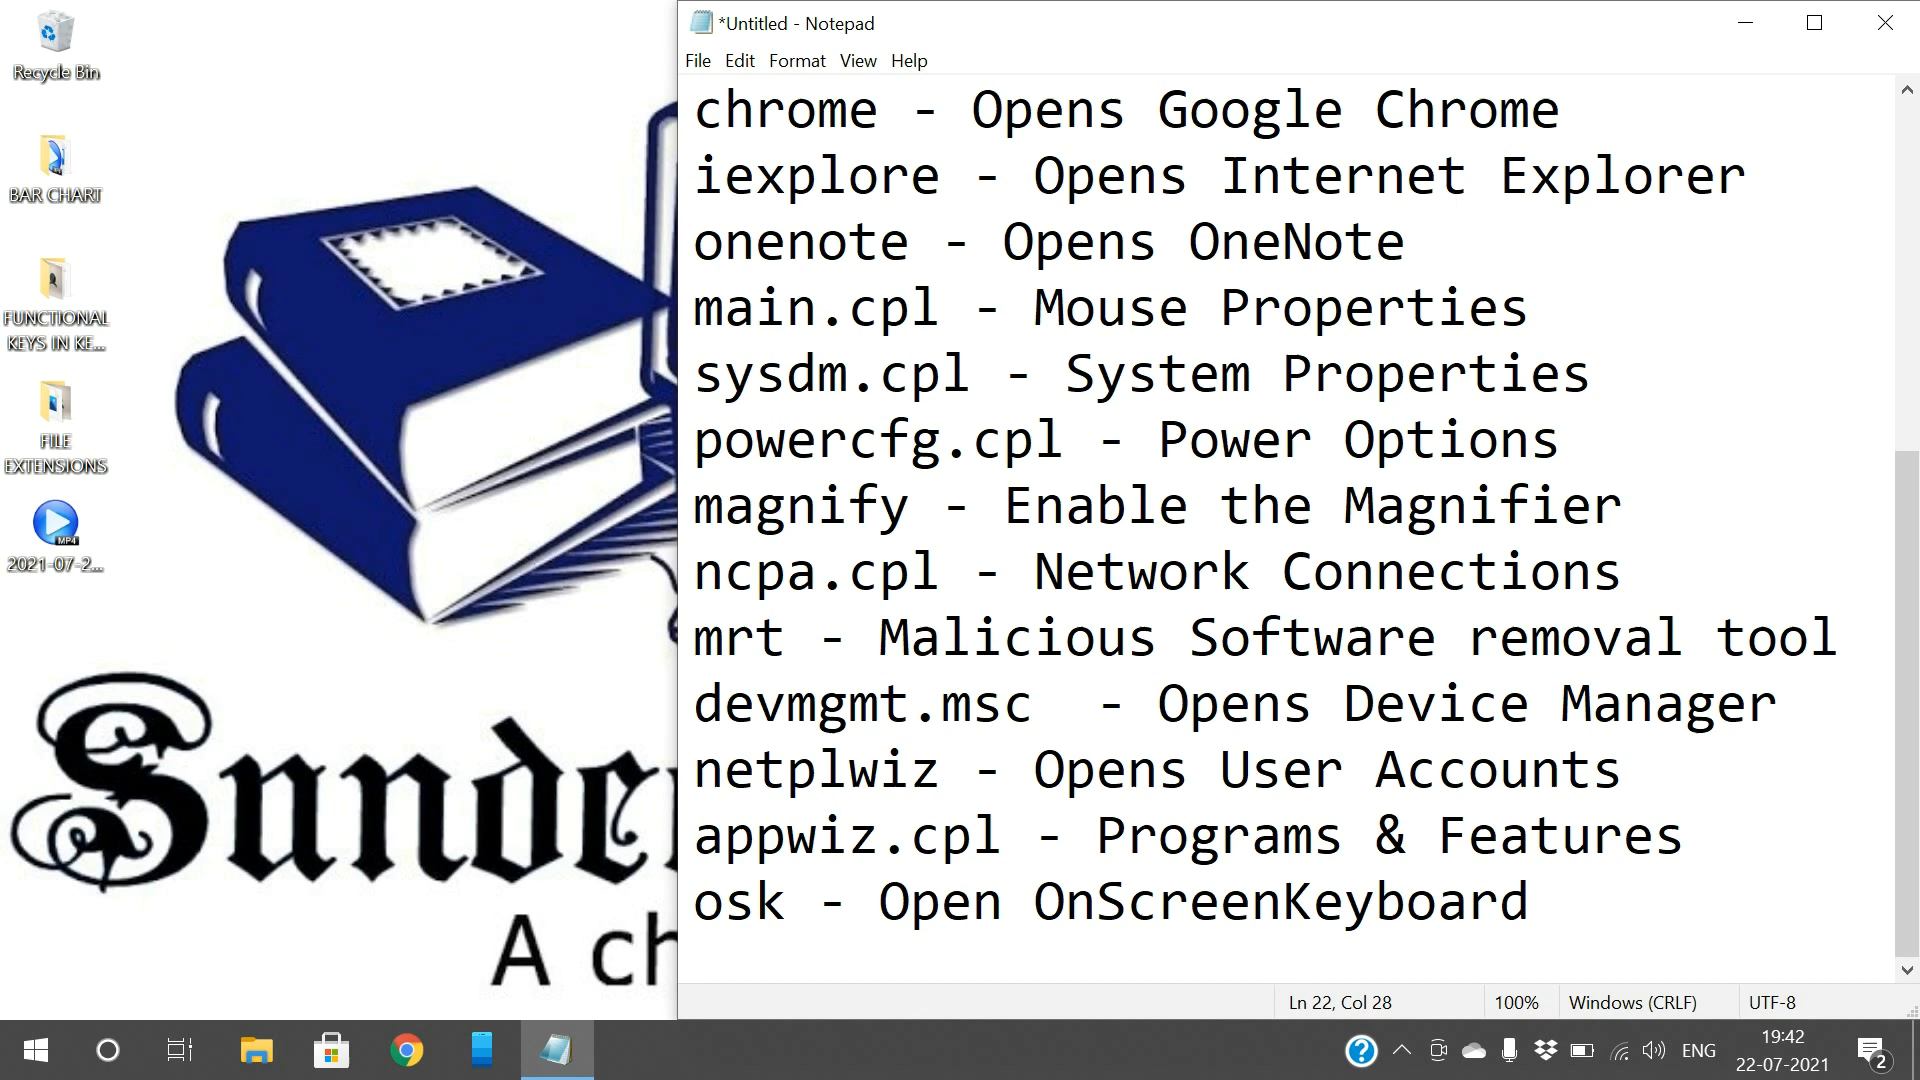 Recycle Bin
BAR CHART
FUNCTIONAL
KEYS IN KE...
FILE
EXTENSIONS
MP4
2021-07-2...
A ch
*Untitled - Notepad
File Edit Format View Help
chrome - Opens Google Chrome
iexplore - Opens Internet Explorer
onenote - Opens OneNote
main.cpl - Mouse Properties
sysdm.cpl - System Properties
powercfg.cpl - Power Options
magnify - Enable the Magnifier
ncpa.cpl - Network Connections
mrt - Malicious Software removal tool
devmgmt.msc  - Opens Device Manager
netplwiz - Opens User Accounts
appwiz.cpl - Programs & Features
osk - Open OnScreenKeyboard
Ln 22, Col 28 100% Windows (CRLF) UTF-8
ENG
19:42
22-07-2021
2